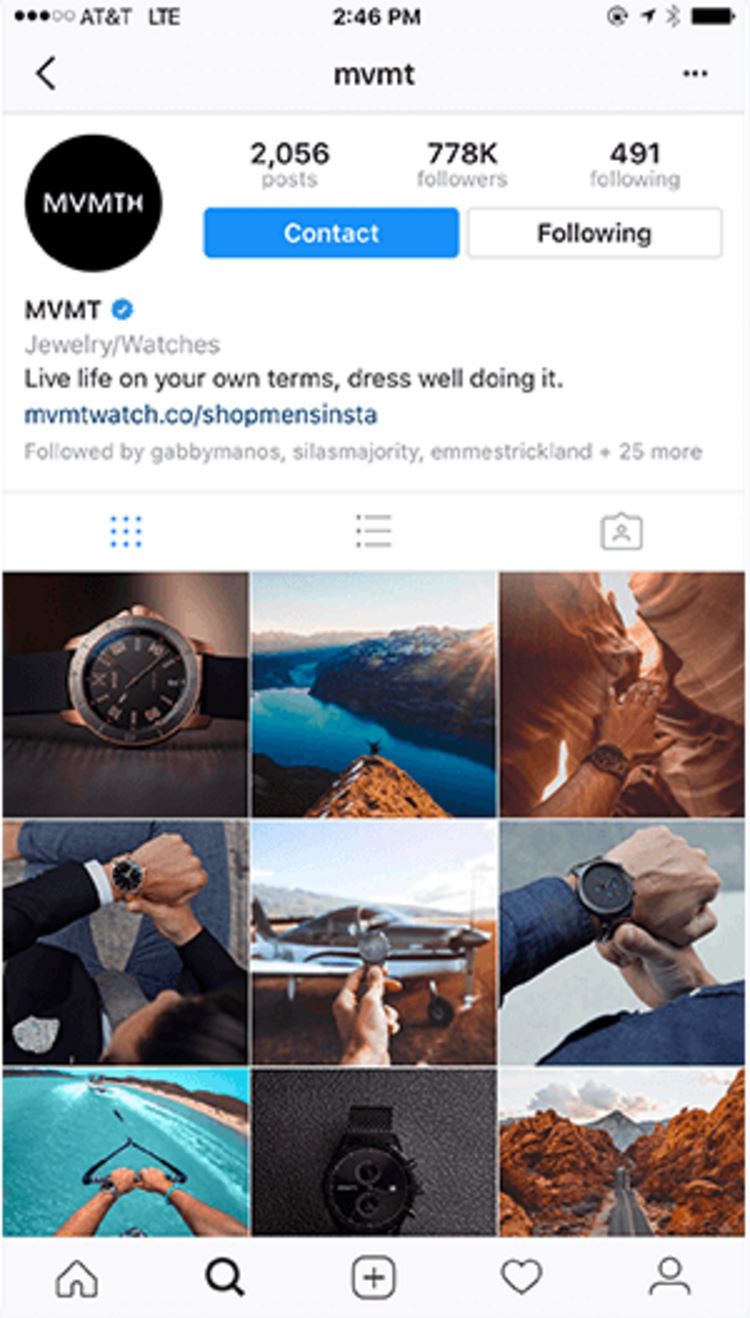 AT&T LTE 2:46 PM
mvmt
2,056 778K 491
posts followers following
MVMTH
Contact Following
MVMT
Jewelry/Watches
Live life on your own terms, dress well doing it.
mvmtwatch.co/shopmensinsta
Followed by gabbymanos, silasmajority, emmestrickland + 25 more